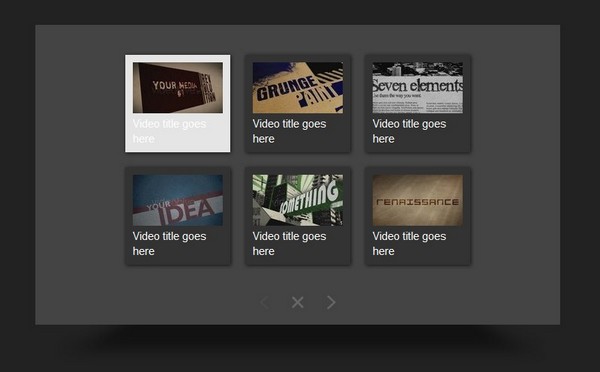 YOUR MEDIA
Video title goes
here
GRUNGE
PAINT
Video title goes
here
Seven elements
Video title goes
here
YOUR
IDEA
Video title goes
here
SOMETHING
Video title goes
here
RENAISSANCE
Video title goes
here